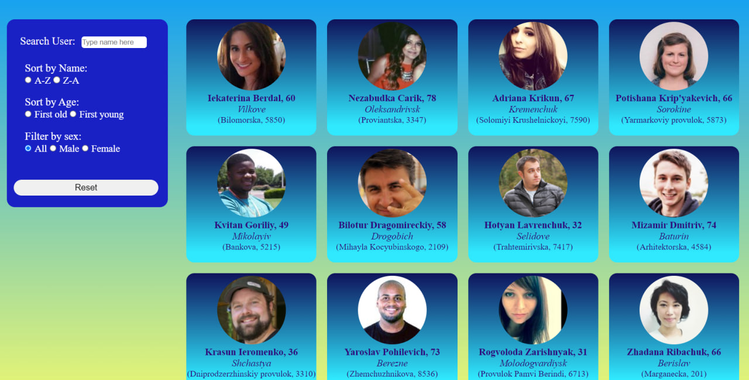 Search User: Type name here
Sort by Name:
A-Z Z-A
Sort by Age:
First old First young
Filter by sex:
All Male Female
Reset
Iekaterina Berdal, 60
Vilkove
(Bilomorska, 5850)
Nezabudka Carik, 78
Oleksandrivsk
(Proviantska, 3347)
Adriana Krikun, 67
Kremenchuk
(Solomiyi Krushelnickoyi, 7590)
Potishana Krip'yakevich, 66
Sorokine
(Yarmarkoviy provulok, 5873)
Kvitan Goriliy, 49
Mikolayiv
(Bankova, 5215)
Bilotur Dragomireckiy, 58
Drogobich
(Mihayla Kocyubinskogo, 2109)
Hotyan Lavrenchuk, 32
Selidove
(Trahtemirivska, 7417)
Mizamir Dmitriv, 74
Baturin
(Arhitektorska, 4584)
Krasun Ieromenko, 36
Shchastya
(Dniprodzerzhinskiy provulok, 3310)
Yaroslav Pohilevich, 73
Berezne
(Zhemchuzhnikova, 8536)
Rogvoloda Zarishnyak, 31
Molodogvardiysk
(Provulok Pamvi Berindi, 6713)
Zhadana Ribachuk, 66
Berislav
(Marganecka, 201)